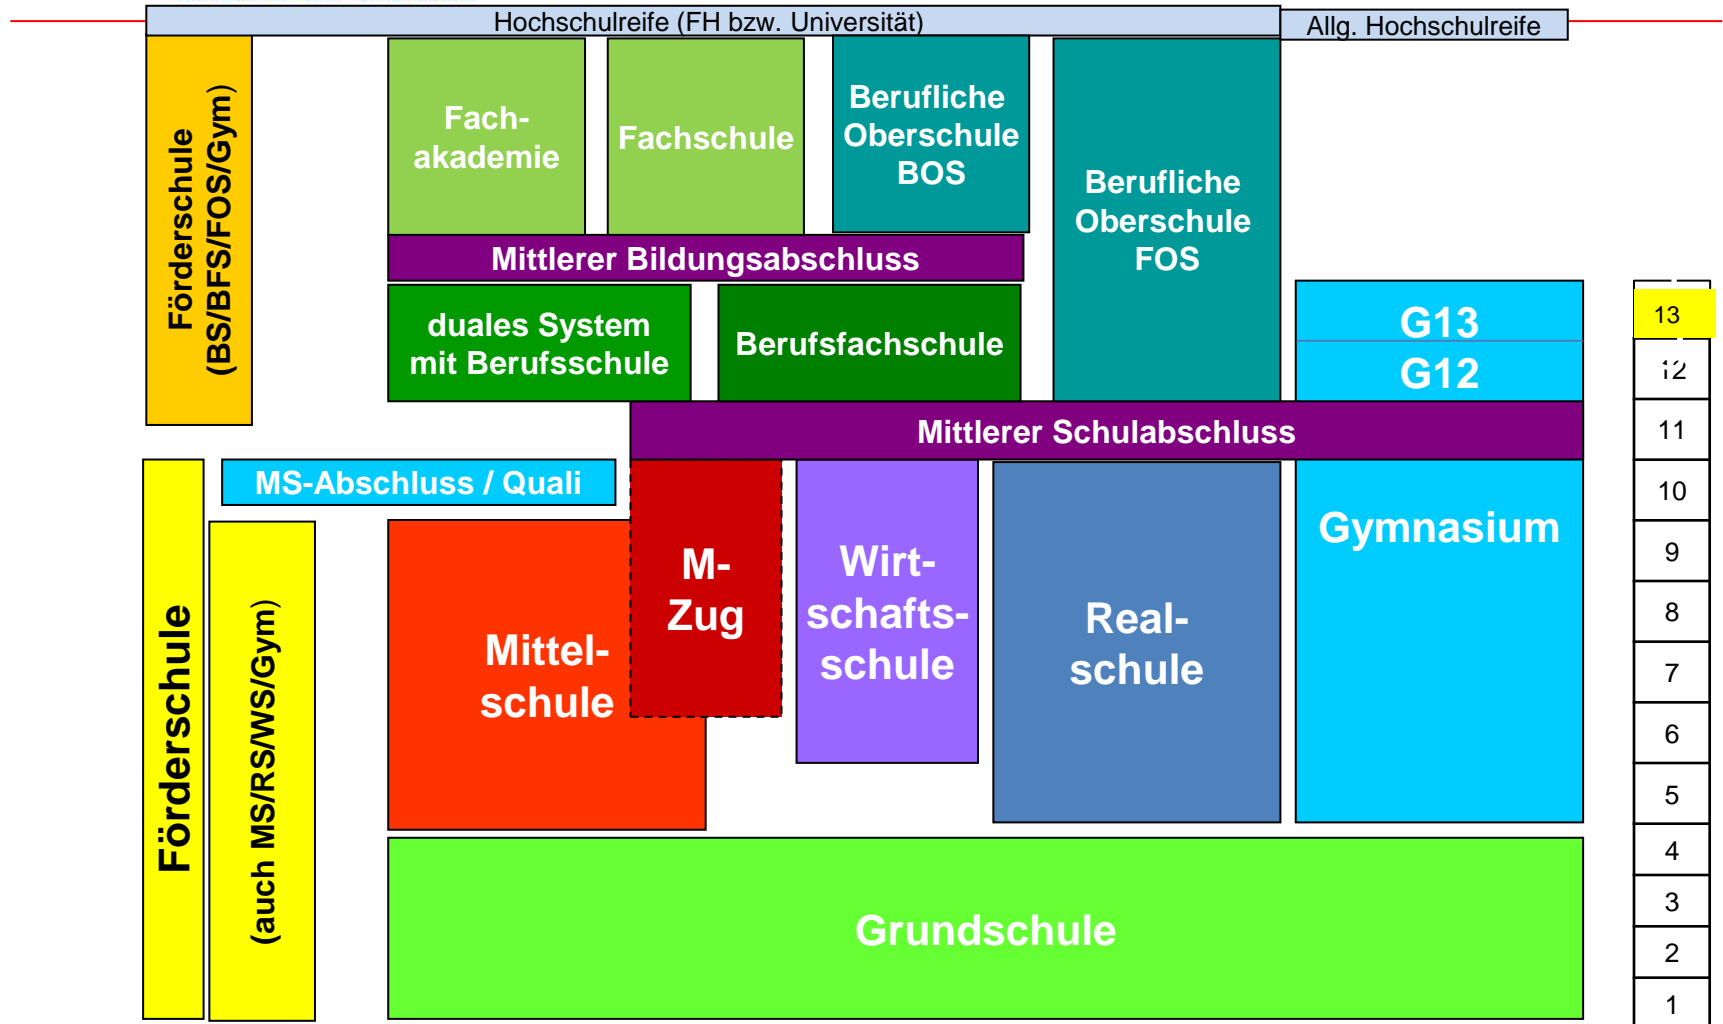 Hochschulreife (FH bzw. Universität)
Allg. Hochschulreife
Förderschule
(BS/BFS/FOS/Gym)
Fach-
akademie
Fachschule
Berufliche
Oberschule
BOS
Berufliche
Oberschule
FOS
Mittlerer Bildungsabschluss
duales System
mit Berufsschule
Berufsfachschule
G13
G12
Mittlerer Schulabschluss
MS-Abschluss / Quali
Förderschule
(auch MS/RS/WS/Gym)
Mittel-
schule
M-
Zug
Wirt-
schafts-
schule
Real-
schule
Gymnasium
Grundschule
13
12
11
10
9
8
7
6
5
4
3
2
1